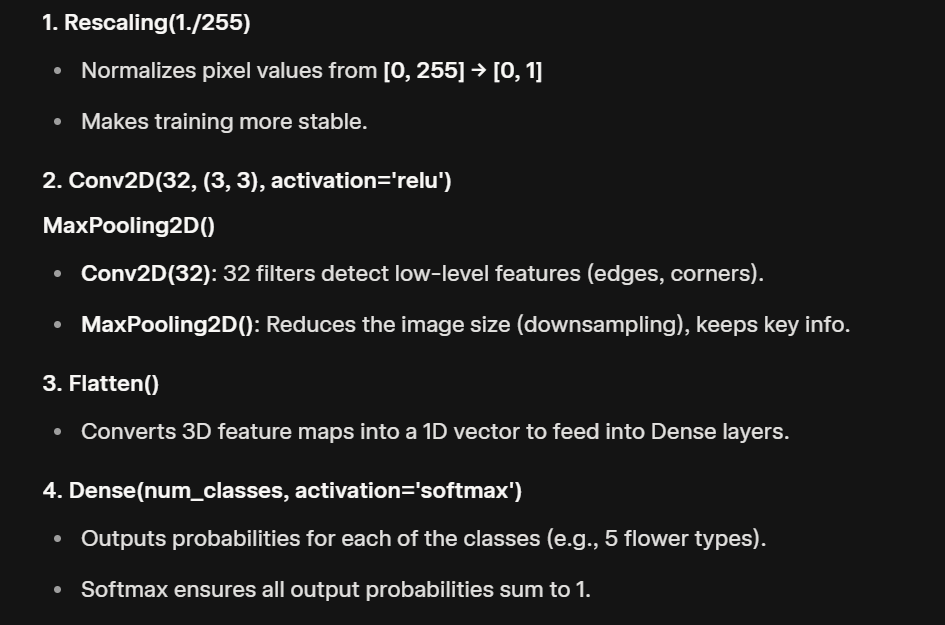 1. Rescaling(1./255)
• Normalizes pixel values from [0, 255] → [0, 1]
• Makes training more stable.
2. Conv2D(32, (3, 3), activation='relu')
MaxPooling2D()
• Conv2D(32): 32 filters detect low-level features (edges, corners).
• MaxPooling2D(): Reduces the image size (downsampling), keeps key info.
3. Flatten()
• Converts 3D feature maps into a 1D vector to feed into Dense layers.
4. Dense(num_classes, activation='softmax')
• Outputs probabilities for each of the classes (e.g., 5 flower types).
• Softmax ensures all output probabilities sum to 1.